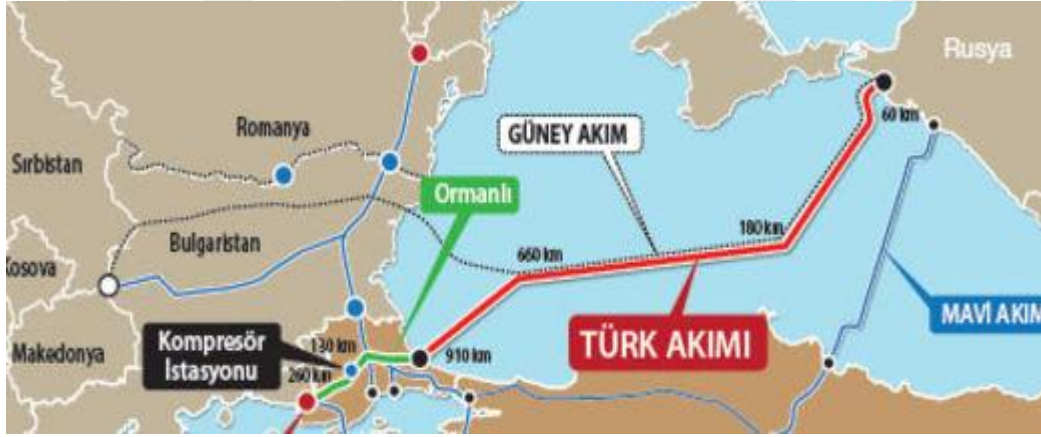 Rusya
60 km
Romanya
GÜNEY AKIM
Sırbistan
Ormanlı
180 km
Bulgaristan
660 km
Kosova
MAVİ AKIM
Kompresör
İstasyonu
130 km
910 km
TÜRK AKIMI
Makedonya
260 km